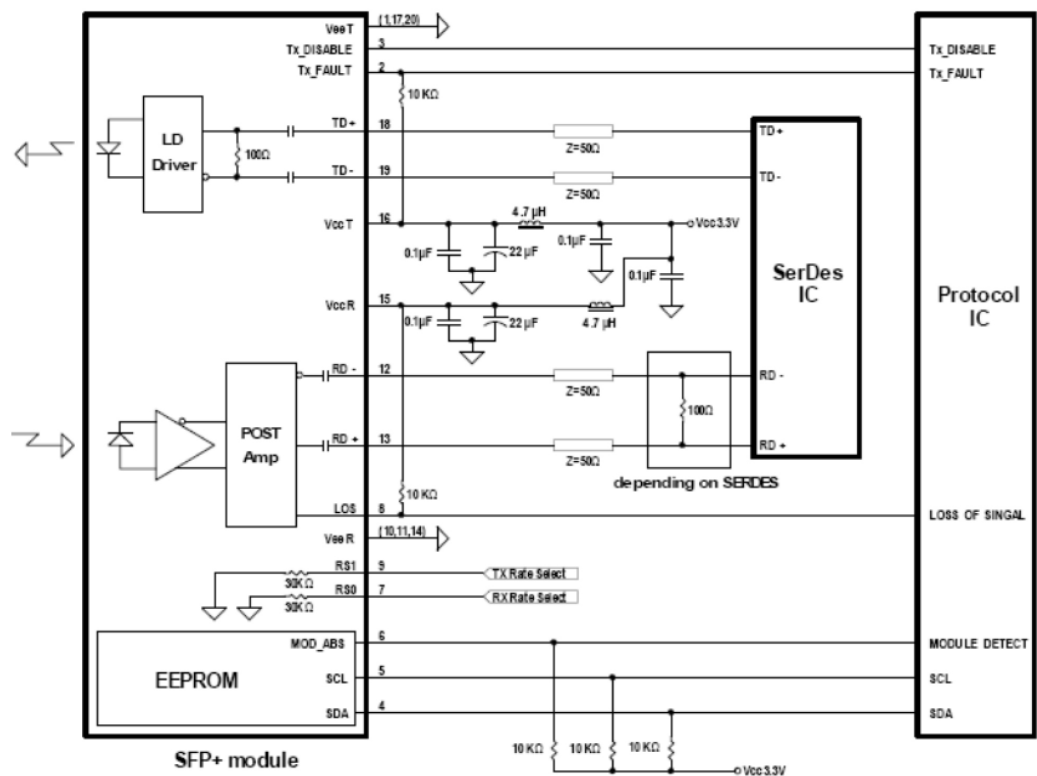 VeeT (1,17,20)
Tx_DISABLE 3 Tx_DISABLE
Tx_FAULT 2 Tx_FAULT
10 KΩ
LD
Driver
100Ω
TD+ 18 Z=50Ω TD+
TD- 19 Z=50Ω TD-
VccT 16 4.7 μH Vcc3.3V
0.1μF 22 μF 0.1μF
0.1μF
SerDes
IC
Protocol
IC
VccR 15
0.1μF 22 μF 4.7 μH
RD - 12 Z=50Ω RD -
100Ω
POST
Amp
RD + 13 Z=50Ω RD +
depending on SERDES
10 KΩ
LOS 8 LOSS OF SINGAL
VeeR (10,11,14)
RS1 9 TX Rate Select
30KΩ
RS0 7 RX Rate Select
30KΩ
MOD_ABS 6 MODULE DETECT
EEPROM
SCL 5 SCL
SDA 4 SDA
10 KΩ 10 KΩ 10 KΩ
SFP+ module
Vcc3.3V